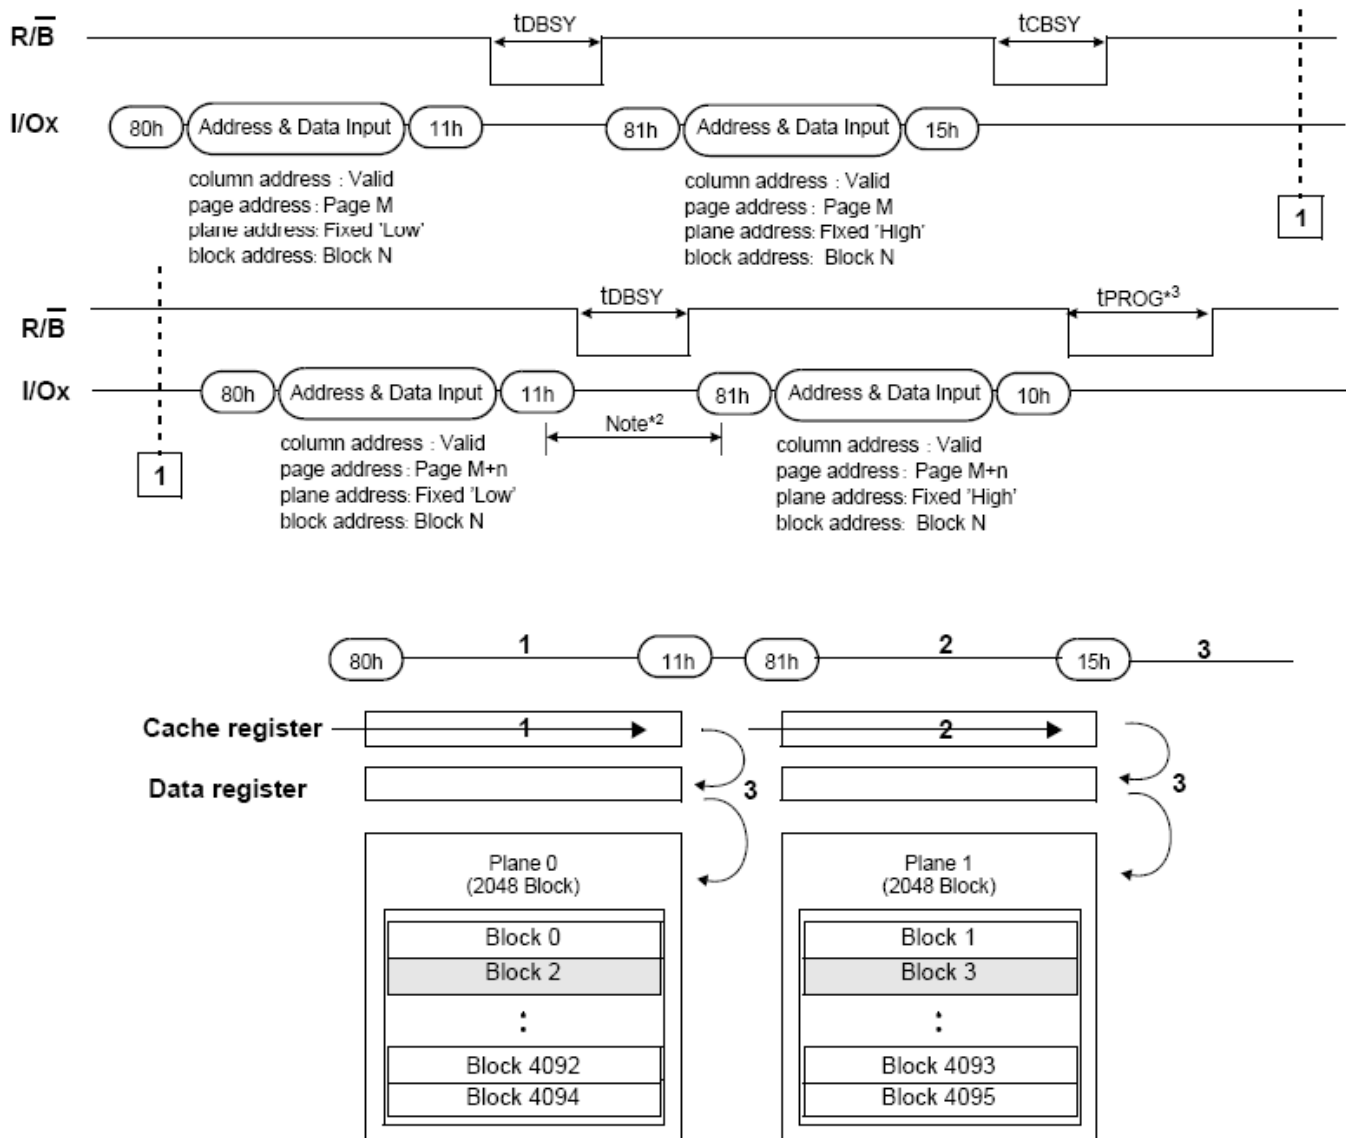 tDBSY tCBSY
R/B
I/Ox 80h Address & Data Input 11h 81h Address & Data Input 15h
column address : Valid
page address : Page M
plane address: Fixed 'Low'
block address: Block N
column address : Valid
page address : Page M
plane address: Fixed 'High'
block address: Block N
1
tDBSY tPROG*3
R/B
I/Ox 80h Address & Data Input 11h 81h Address & Data Input 10h
Note*2
column address : Valid
page address : Page M+n
plane address: Fixed 'Low'
block address: Block N
column address : Valid
page address : Page M+n
plane address: Fixed 'High'
block address: Block N
1
80h 1 11h 81h 2 15h 3
Cache register 1 2
Data register 3 3
Plane 0
(2048 Block)
Block 0
Block 2
:
Block 4092
Block 4094
Plane 1
(2048 Block)
Block 1
Block 3
:
Block 4093
Block 4095